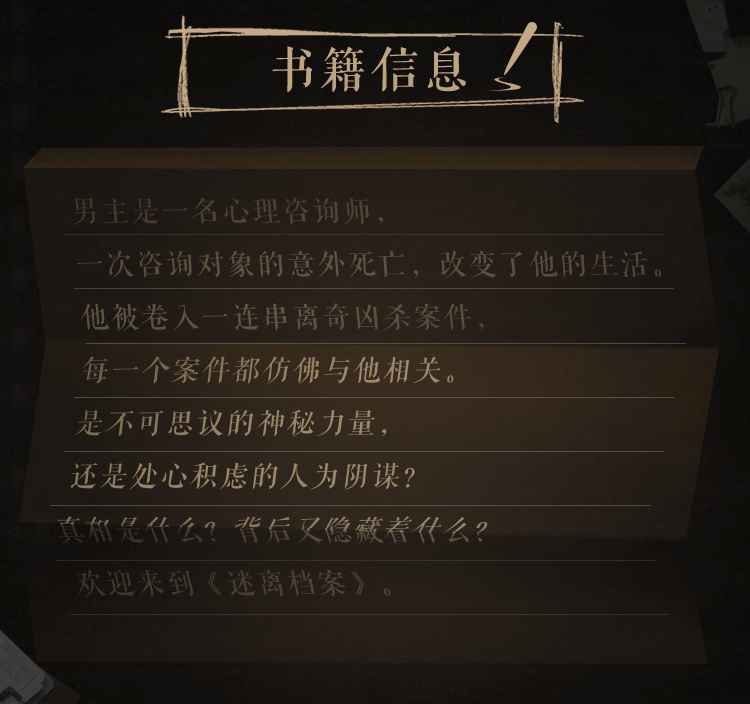 书籍信息
男主是一名心理咨询师，
一次咨询对象的意外死亡，改变了他的生活。
他被卷入一连串离奇凶杀案件，
每一个案件都仿佛与他相关。
是不可思议的神秘力量，
还是处心积虑的人为阴谋？
真相是什么？背后又隐藏着什么？
欢迎来到《迷离档案》。